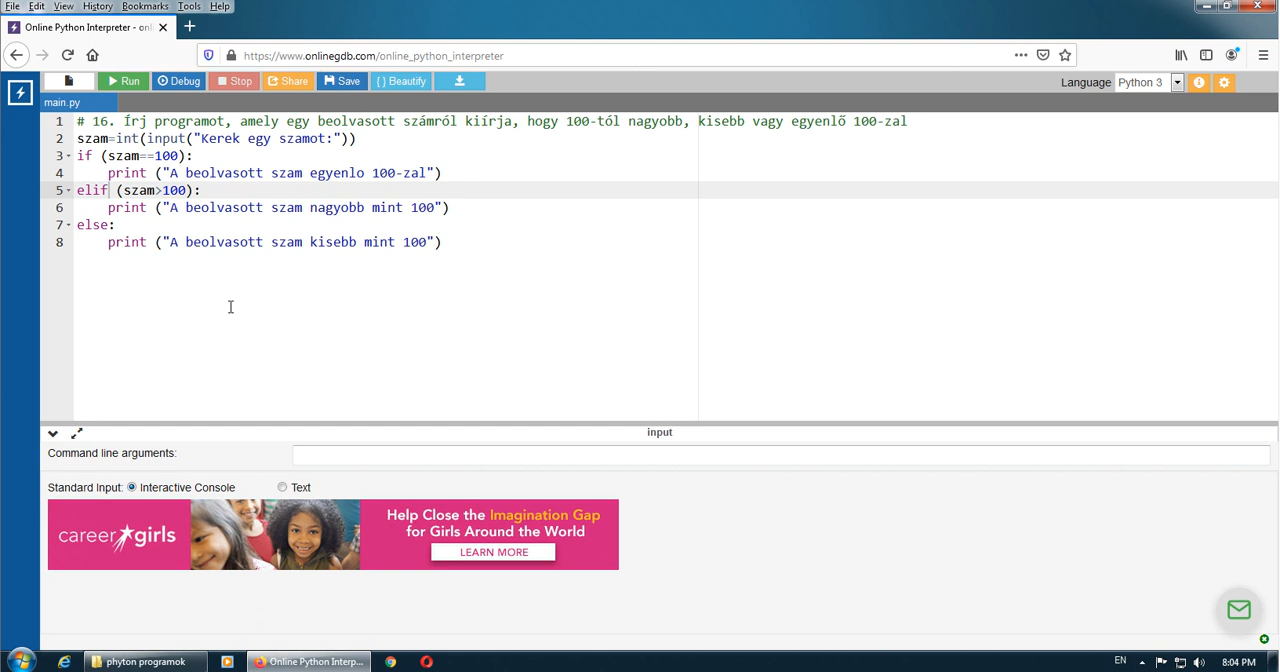 File Edit View History Bookmarks Tools Help
Online Python Interpreter - onli
https://www.onlinegdb.com/online_python_interpreter
Run Debug Stop Share Save { } Beautify Language Python 3
main.py
1 # 16. Írj programot, amely egy beolvasott számról kiírja, hogy 100-tól nagyobb, kisebb vagy egyenlő 100-zal
2 szam=int(input("Kerek egy szamot:"))
3 if (szam==100):
4 print ("A beolvasott szam egyenlo 100-zal")
5 elif (szam>100):
6 print ("A beolvasott szam nagyobb mint 100")
7 else:
8 print ("A beolvasott szam kisebb mint 100")
input
Command line arguments:
Standard Input: Interactive Console Text
career girls
Help Close the Imagination Gap
for Girls Around the World
LEARN MORE
phyton programok Online Python Interp... EN 8:04 PM